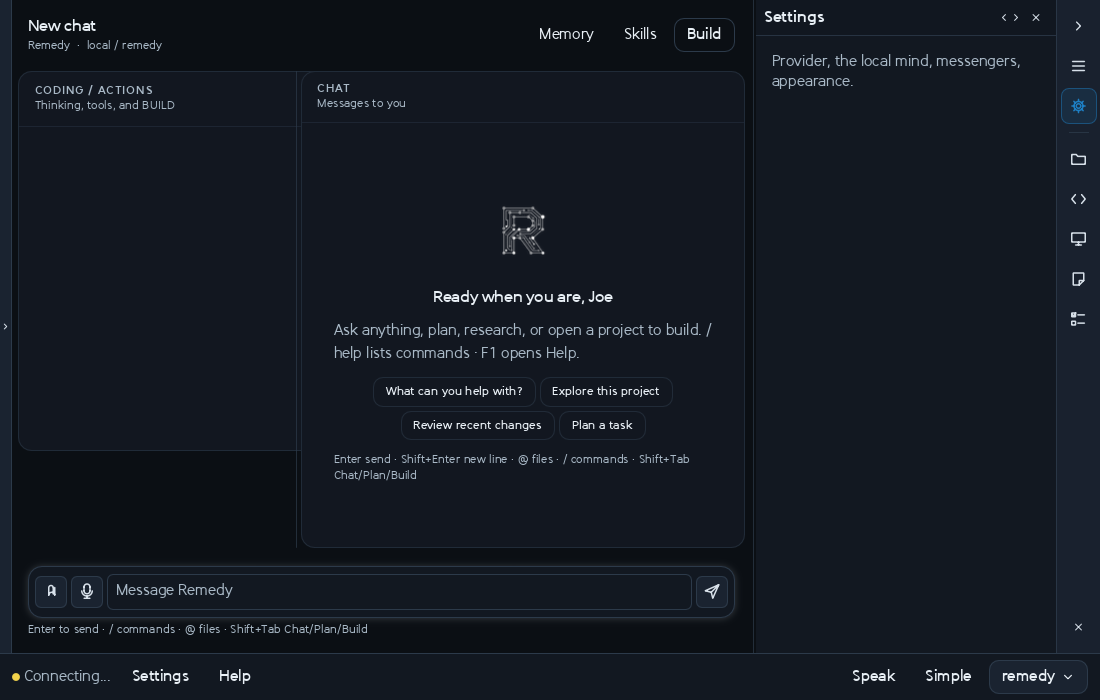 New chat
Remedy · local / remedy
Memory
Skills
Build
CODING / ACTIONS
Thinking, tools, and BUILD
CHAT
Messages to you
Ready when you are, Joe
Ask anything, plan, research, or open a project to build. /
help lists commands · F1 opens Help.
What can you help with?
Explore this project
Review recent changes
Plan a task
Enter send · Shift+Enter new line · @ files · / commands · Shift+Tab
Chat/Plan/Build
Message Remedy
Enter to send · / commands · @ files · Shift+Tab Chat/Plan/Build
Settings
Provider, the local mind, messengers,
appearance.
Connecting...
Settings
Help
Speak
Simple
remedy